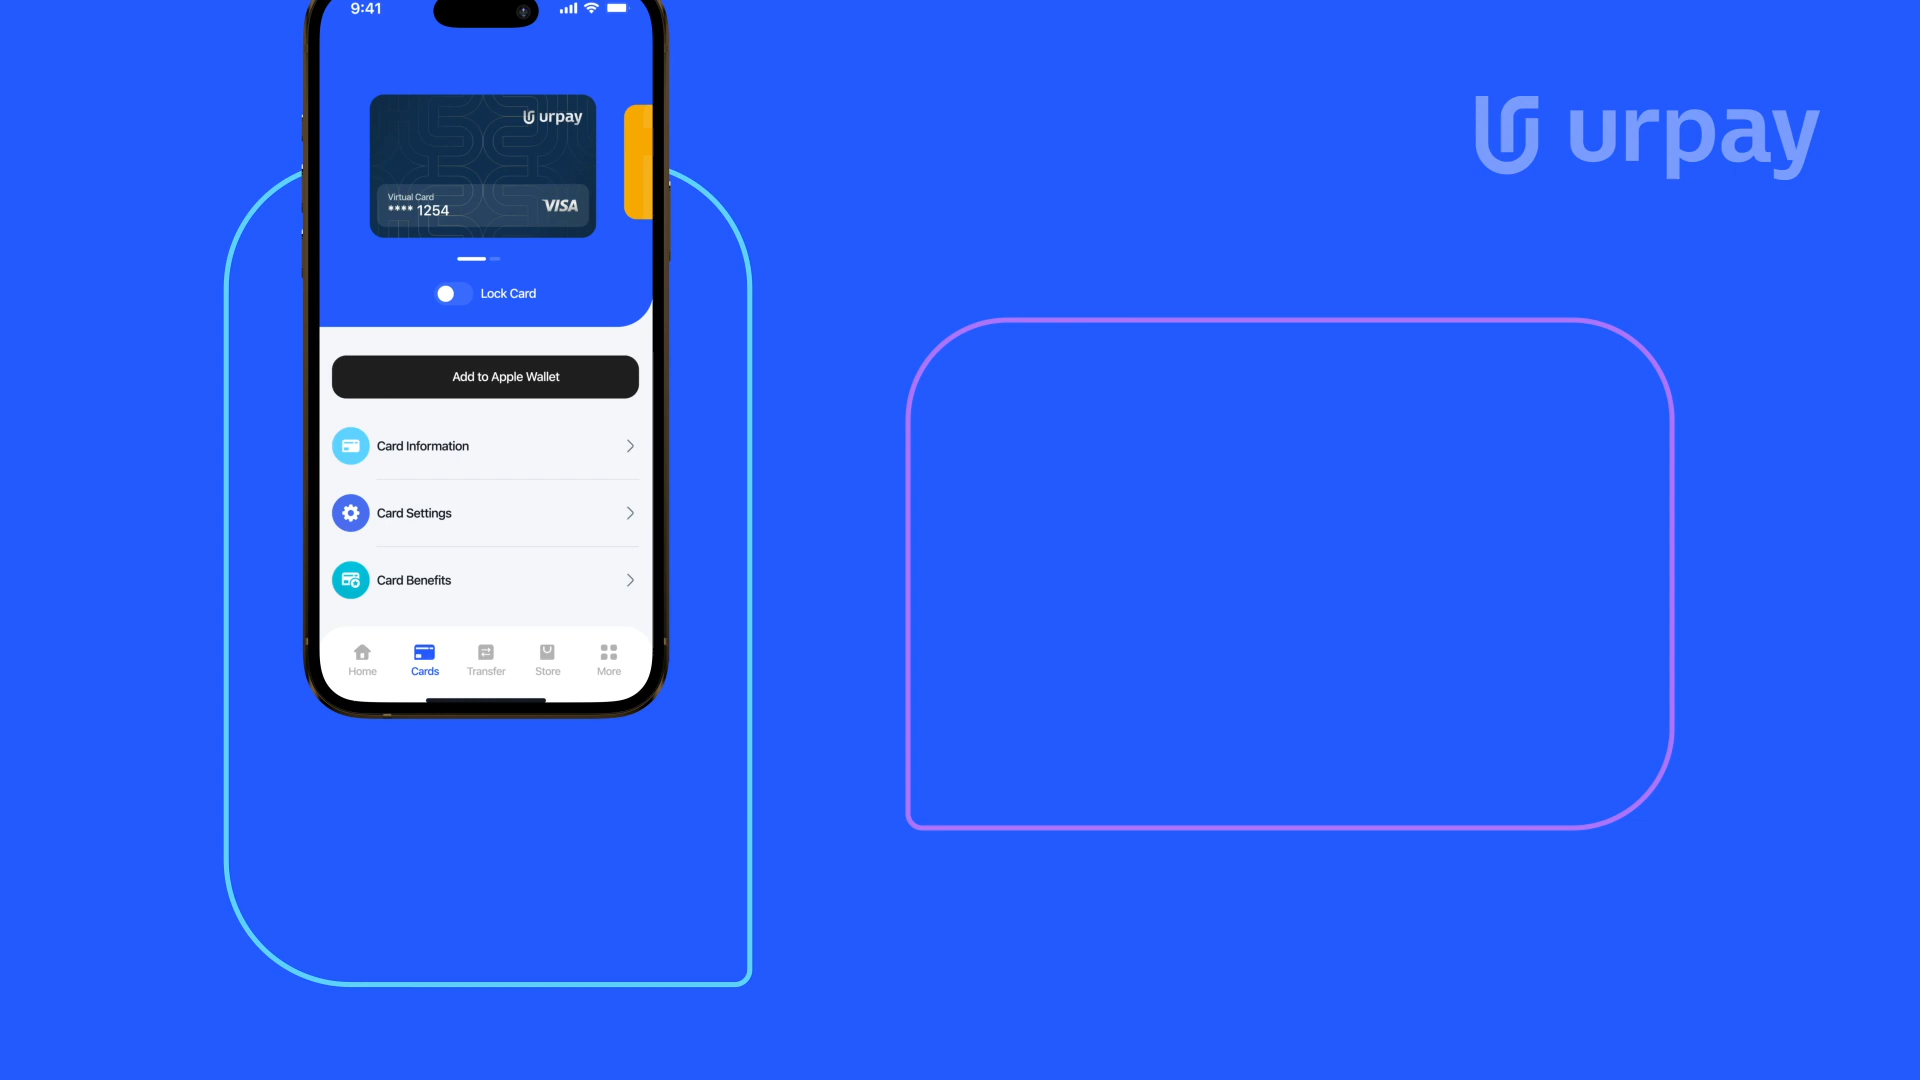 9:41
urpay
urpay
Virtual Card
**** 1254
VISA
Lock Card
Add to Apple Wallet
Card Information
Card Settings
Card Benefits
Home
Cards
Transfer
Store
More